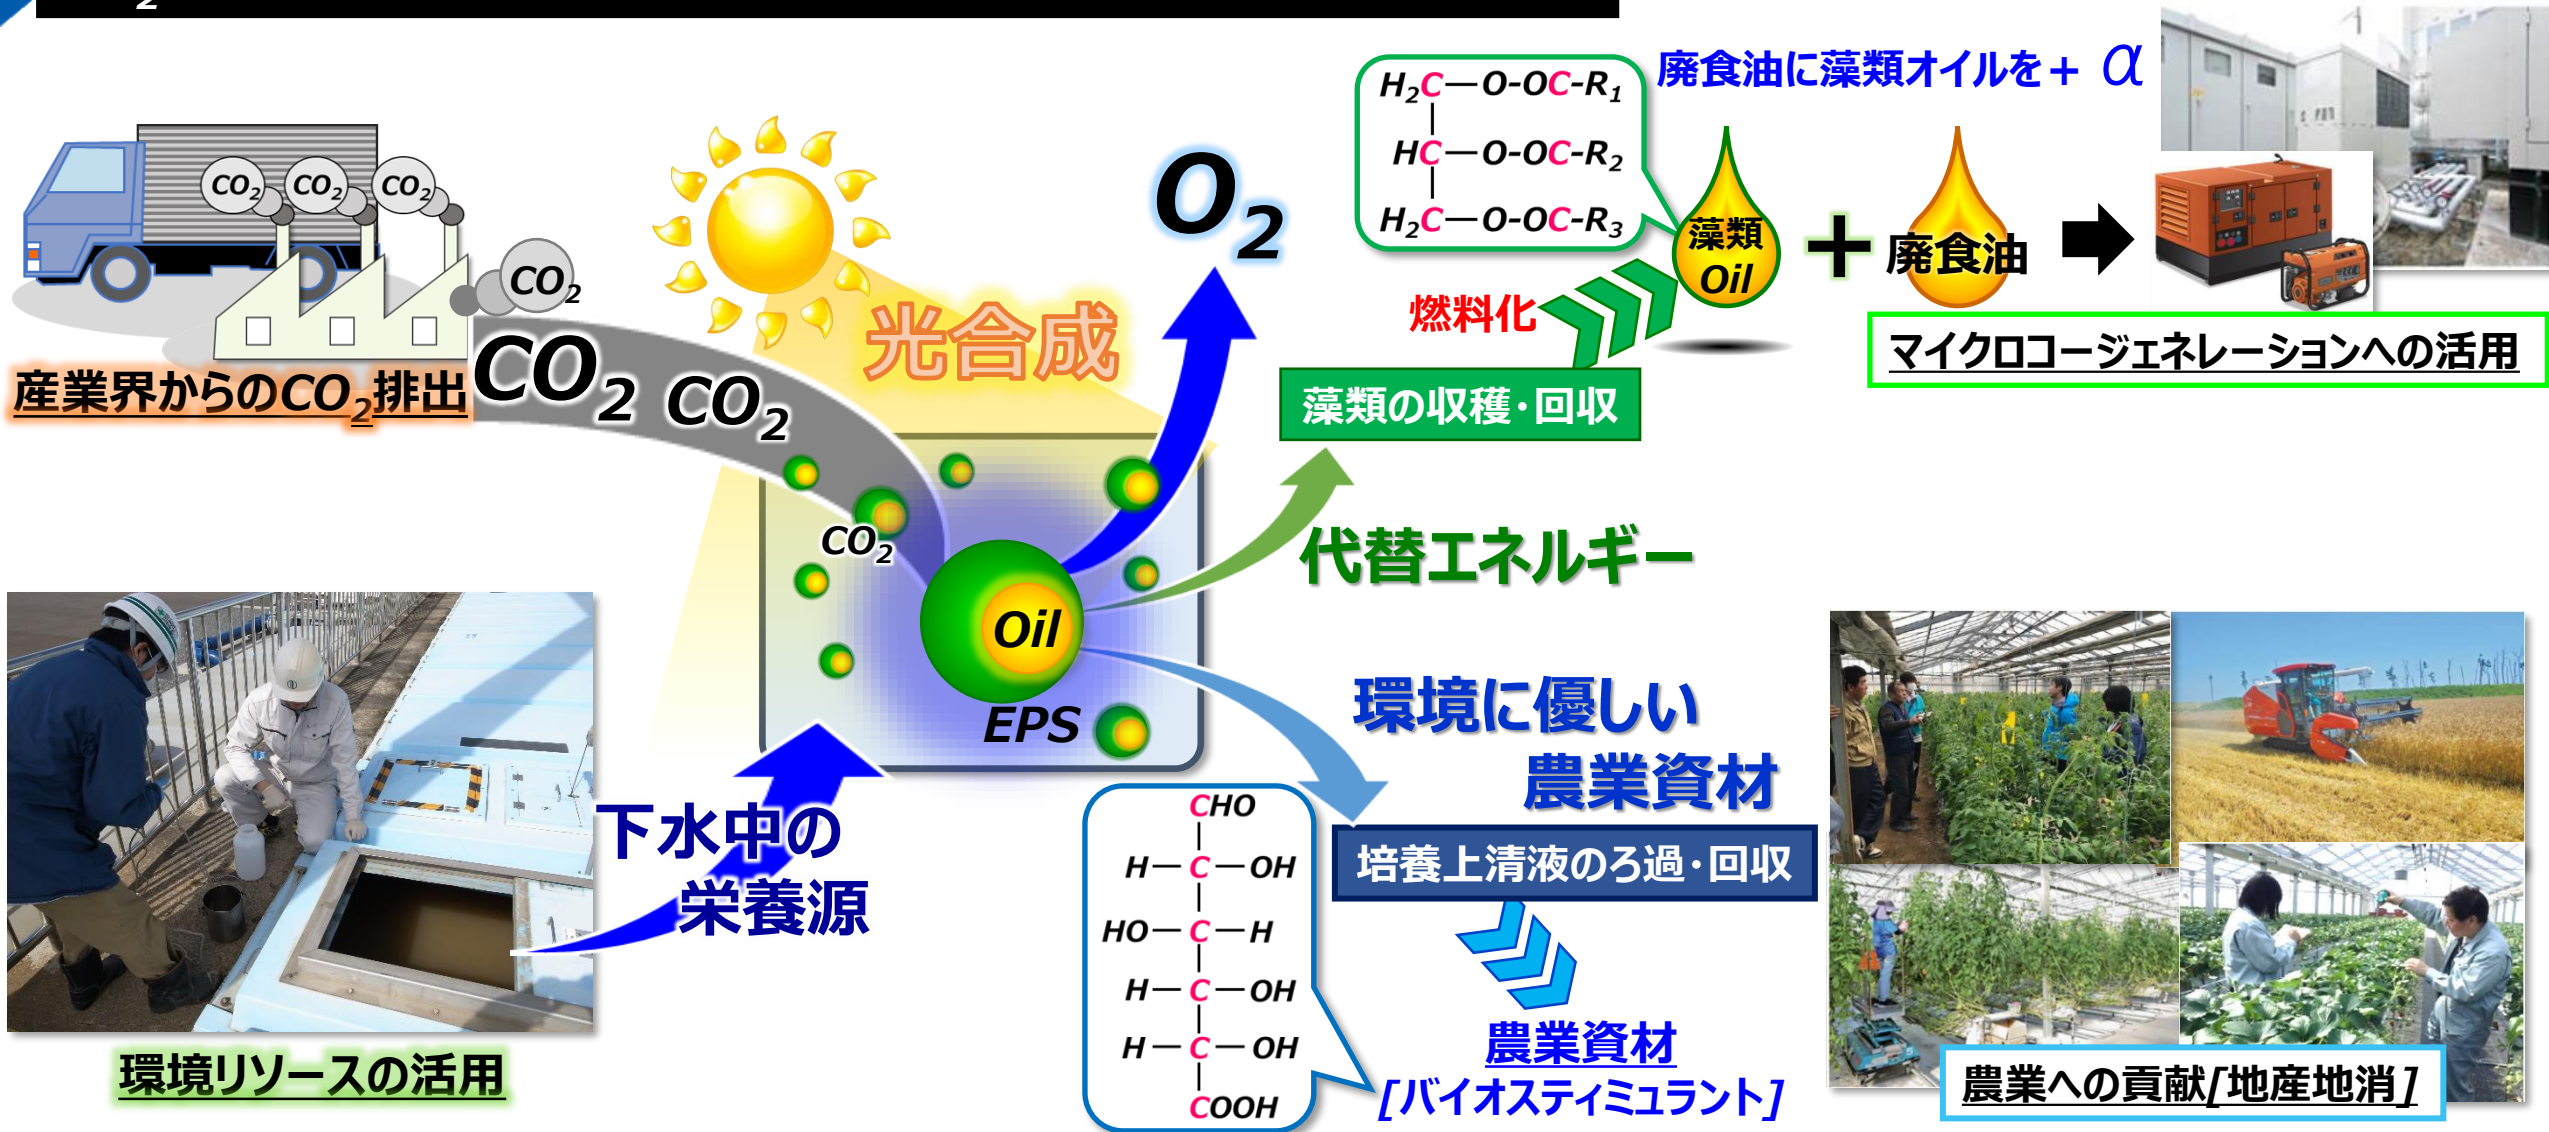 CO₂ CO₂ CO₂
CO₂
産業界からのCO₂排出
CO₂ CO₂
光合成
O₂
CO₂
Oil
EPS
下水中の
栄養源
環境リソースの活用
H₂C—O-OC-R₁
HC—O-OC-R₂
H₂C—O-OC-R₃
廃食油に藻類オイルを+ α
藻類
Oil
+
廃食油
燃料化
マイクロコージェネレーションへの活用
藻類の収穫・回収
代替エネルギー
環境に優しい
農業資材
培養上清液のろ過・回収
CHO
H—C—OH
HO—C—H
H—C—OH
H—C—OH
COOH
農業資材
[バイオスティミュラント]
農業への貢献[地産地消]